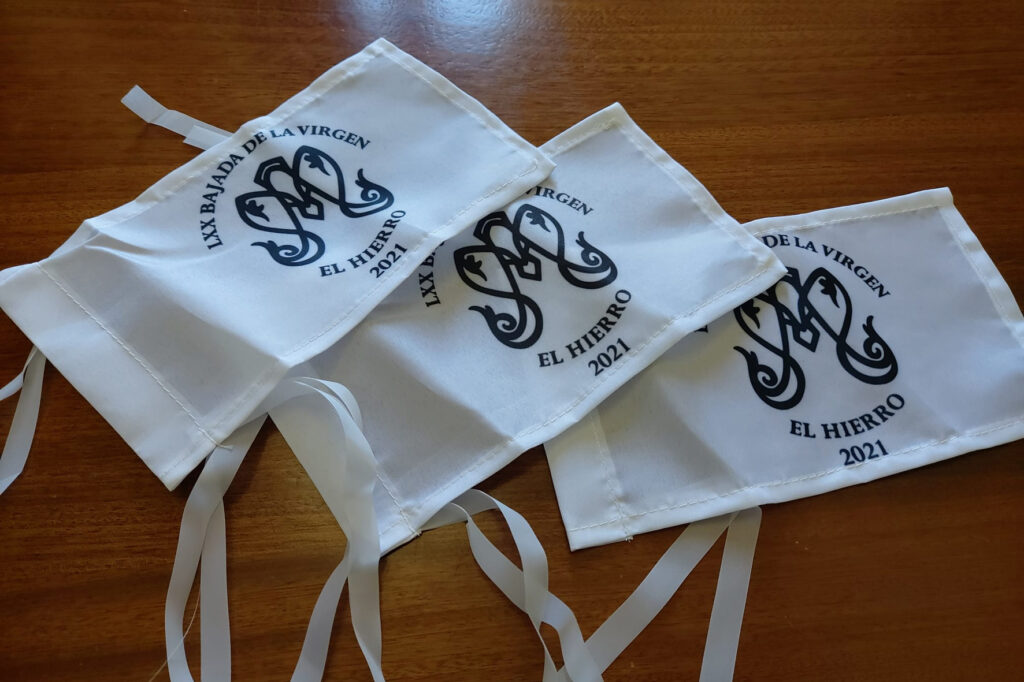 LXX BAJADA DE LA VIRGEN
EL HIERRO
2021
LXX B
VIRGEN
EL HIERRO
2021
DE LA VIRGEN
EL HIERRO
2021